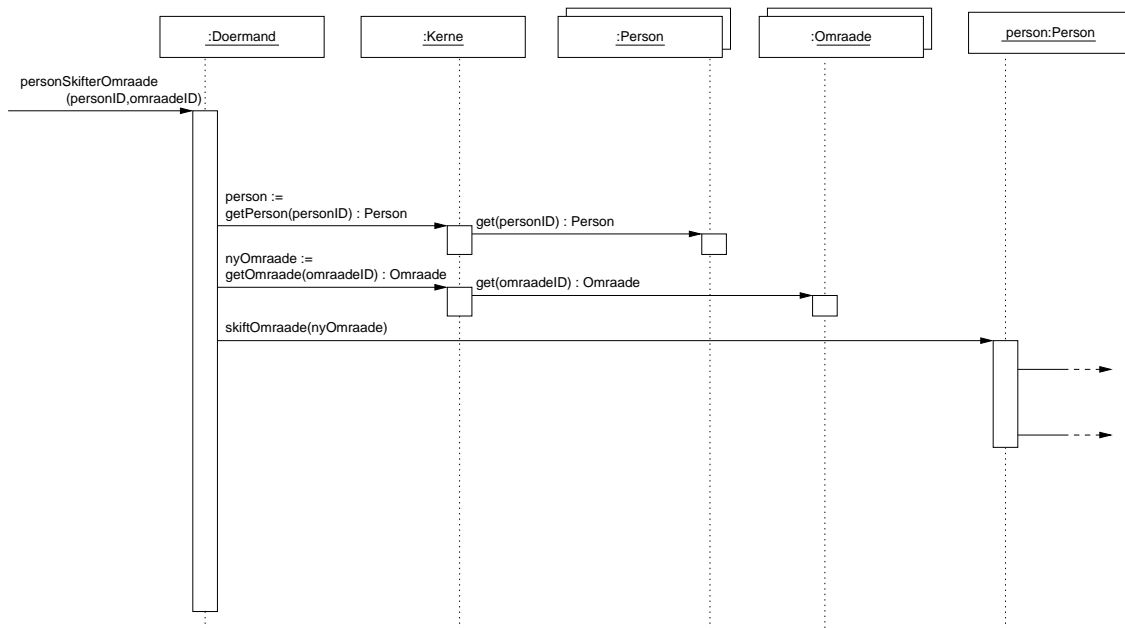 :Doermand
:Kerne
:Person
:Omraade
person:Person
personSkifterOmraade
(personID,omraadeID)
person :=
getPerson(personID) : Person
get(personID) : Person
nyOmraade :=
getOmraade(omraadeID) : Omraade
get(omraadeID) : Omraade
skiftOmraade(nyOmraade)